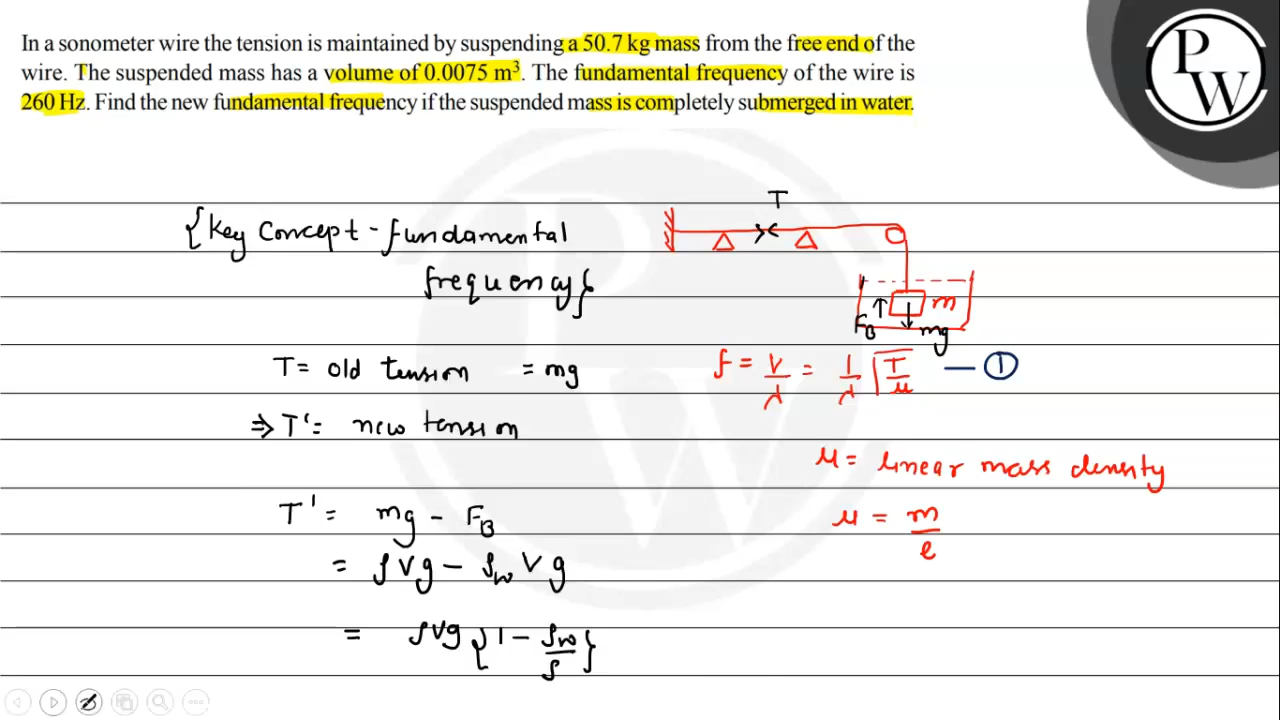 In a sonometer wire the tension is maintained by suspending a 50.7 kg mass from the free end of the
wire. The suspended mass has a volume of 0.0075 m³. The fundamental frequency of the wire is
260 Hz. Find the new fundamental frequency if the suspended mass is completely submerged in water.
P
W
{Key Concept - fundamental
frequency}
T
m
F_B
mg
T = old tension = mg
f = V/λ = 1/λ √(T/μ) — ①
⇒ T' = new tension
μ = linear mass density
T' = mg - F_B
μ = m/l
= ρVg - ρ_w V g
= ρVg {1 - ρ_w/ρ}